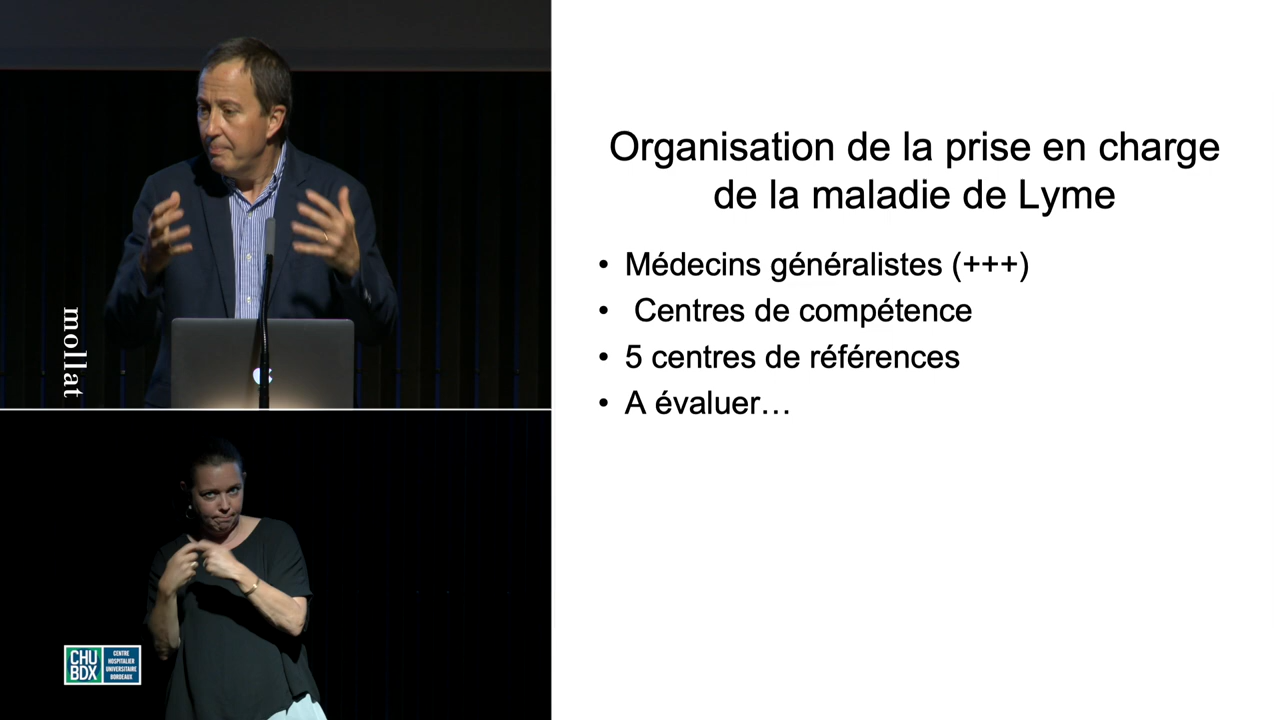 mollat
CHU
BDX
CENTRE
HOSPITALIER
UNIVERSITAIRE
BORDEAUX
Organisation de la prise en charge
de la maladie de Lyme
• Médecins généralistes (+++)
• Centres de compétence
• 5 centres de références
• A évaluer…